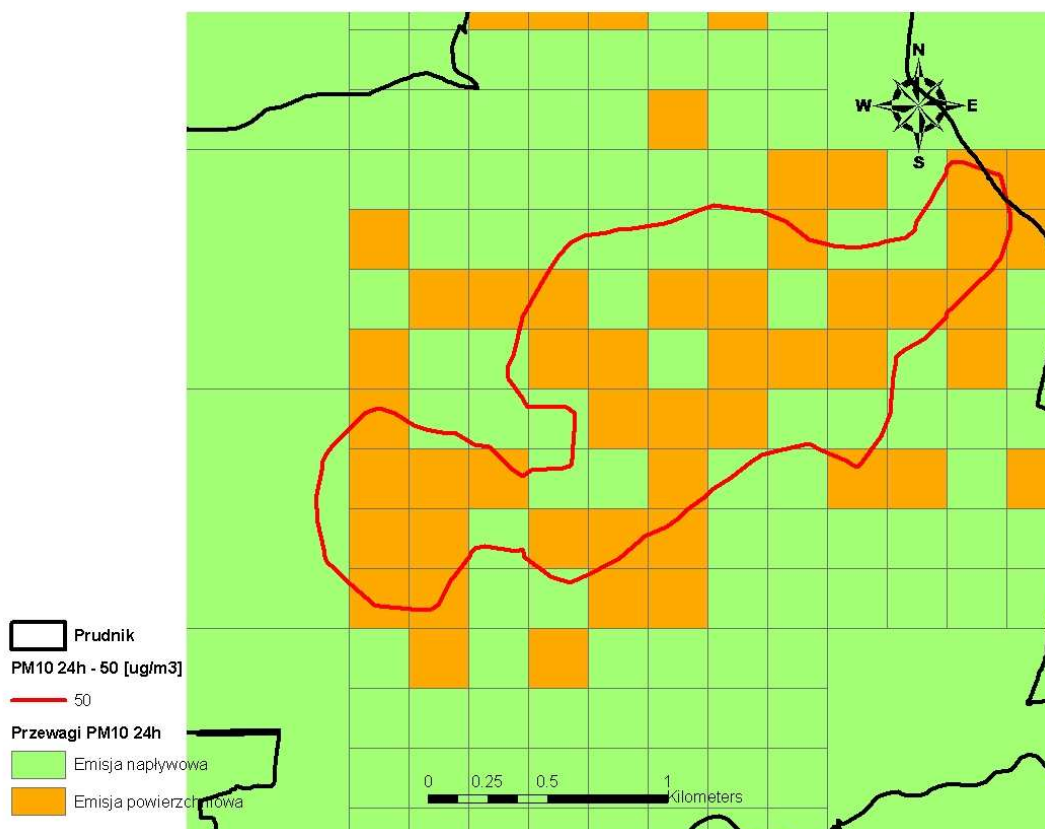 N
W E
S
Prudnik
PM10 24h - 50 [ug/m3]
50
Przewagi PM10 24h
Emisja napływowa
Emisja powierzchniowa
0 0.25 0.5 1
Kilometers